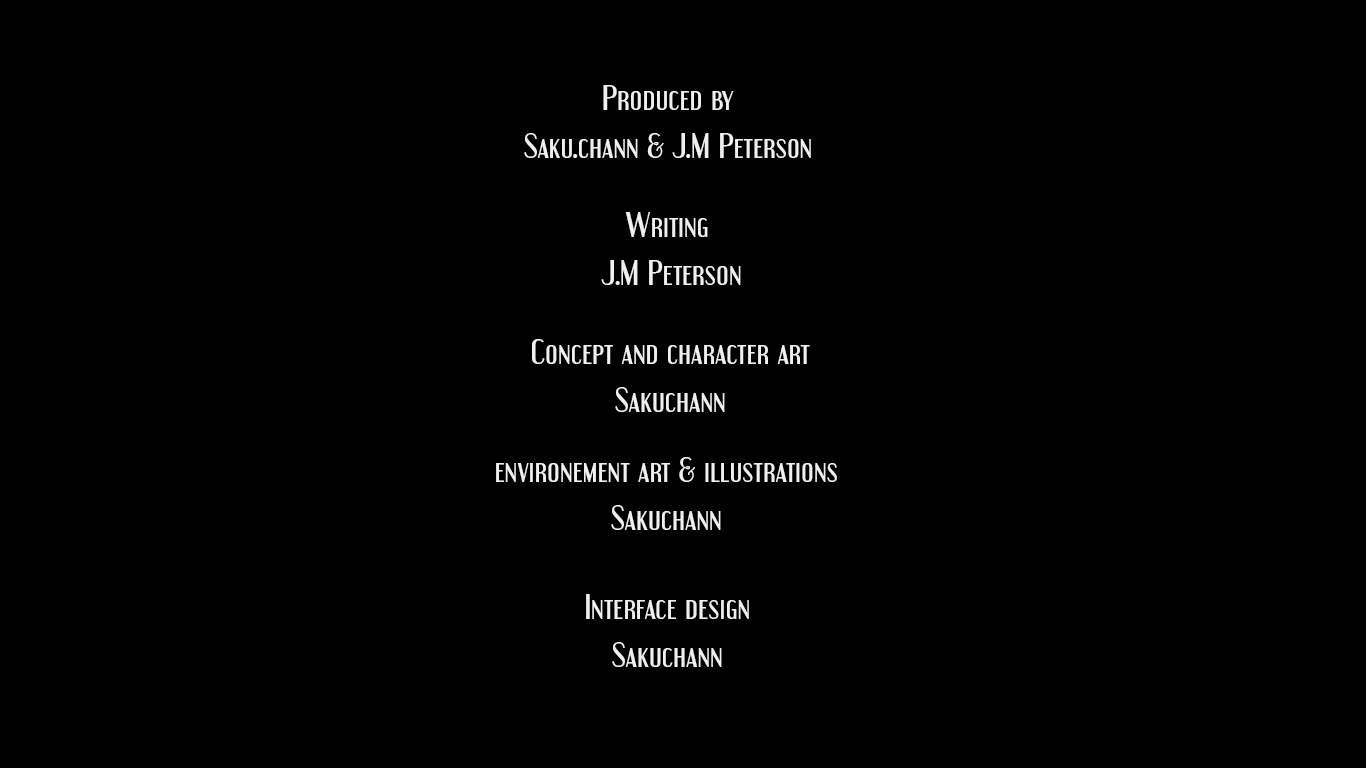 Produced by
Saku.chann & J.M Peterson
Writing
J.M Peterson
Concept and character art
Sakuchann
environement art & illustrations
Sakuchann
Interface design
Sakuchann